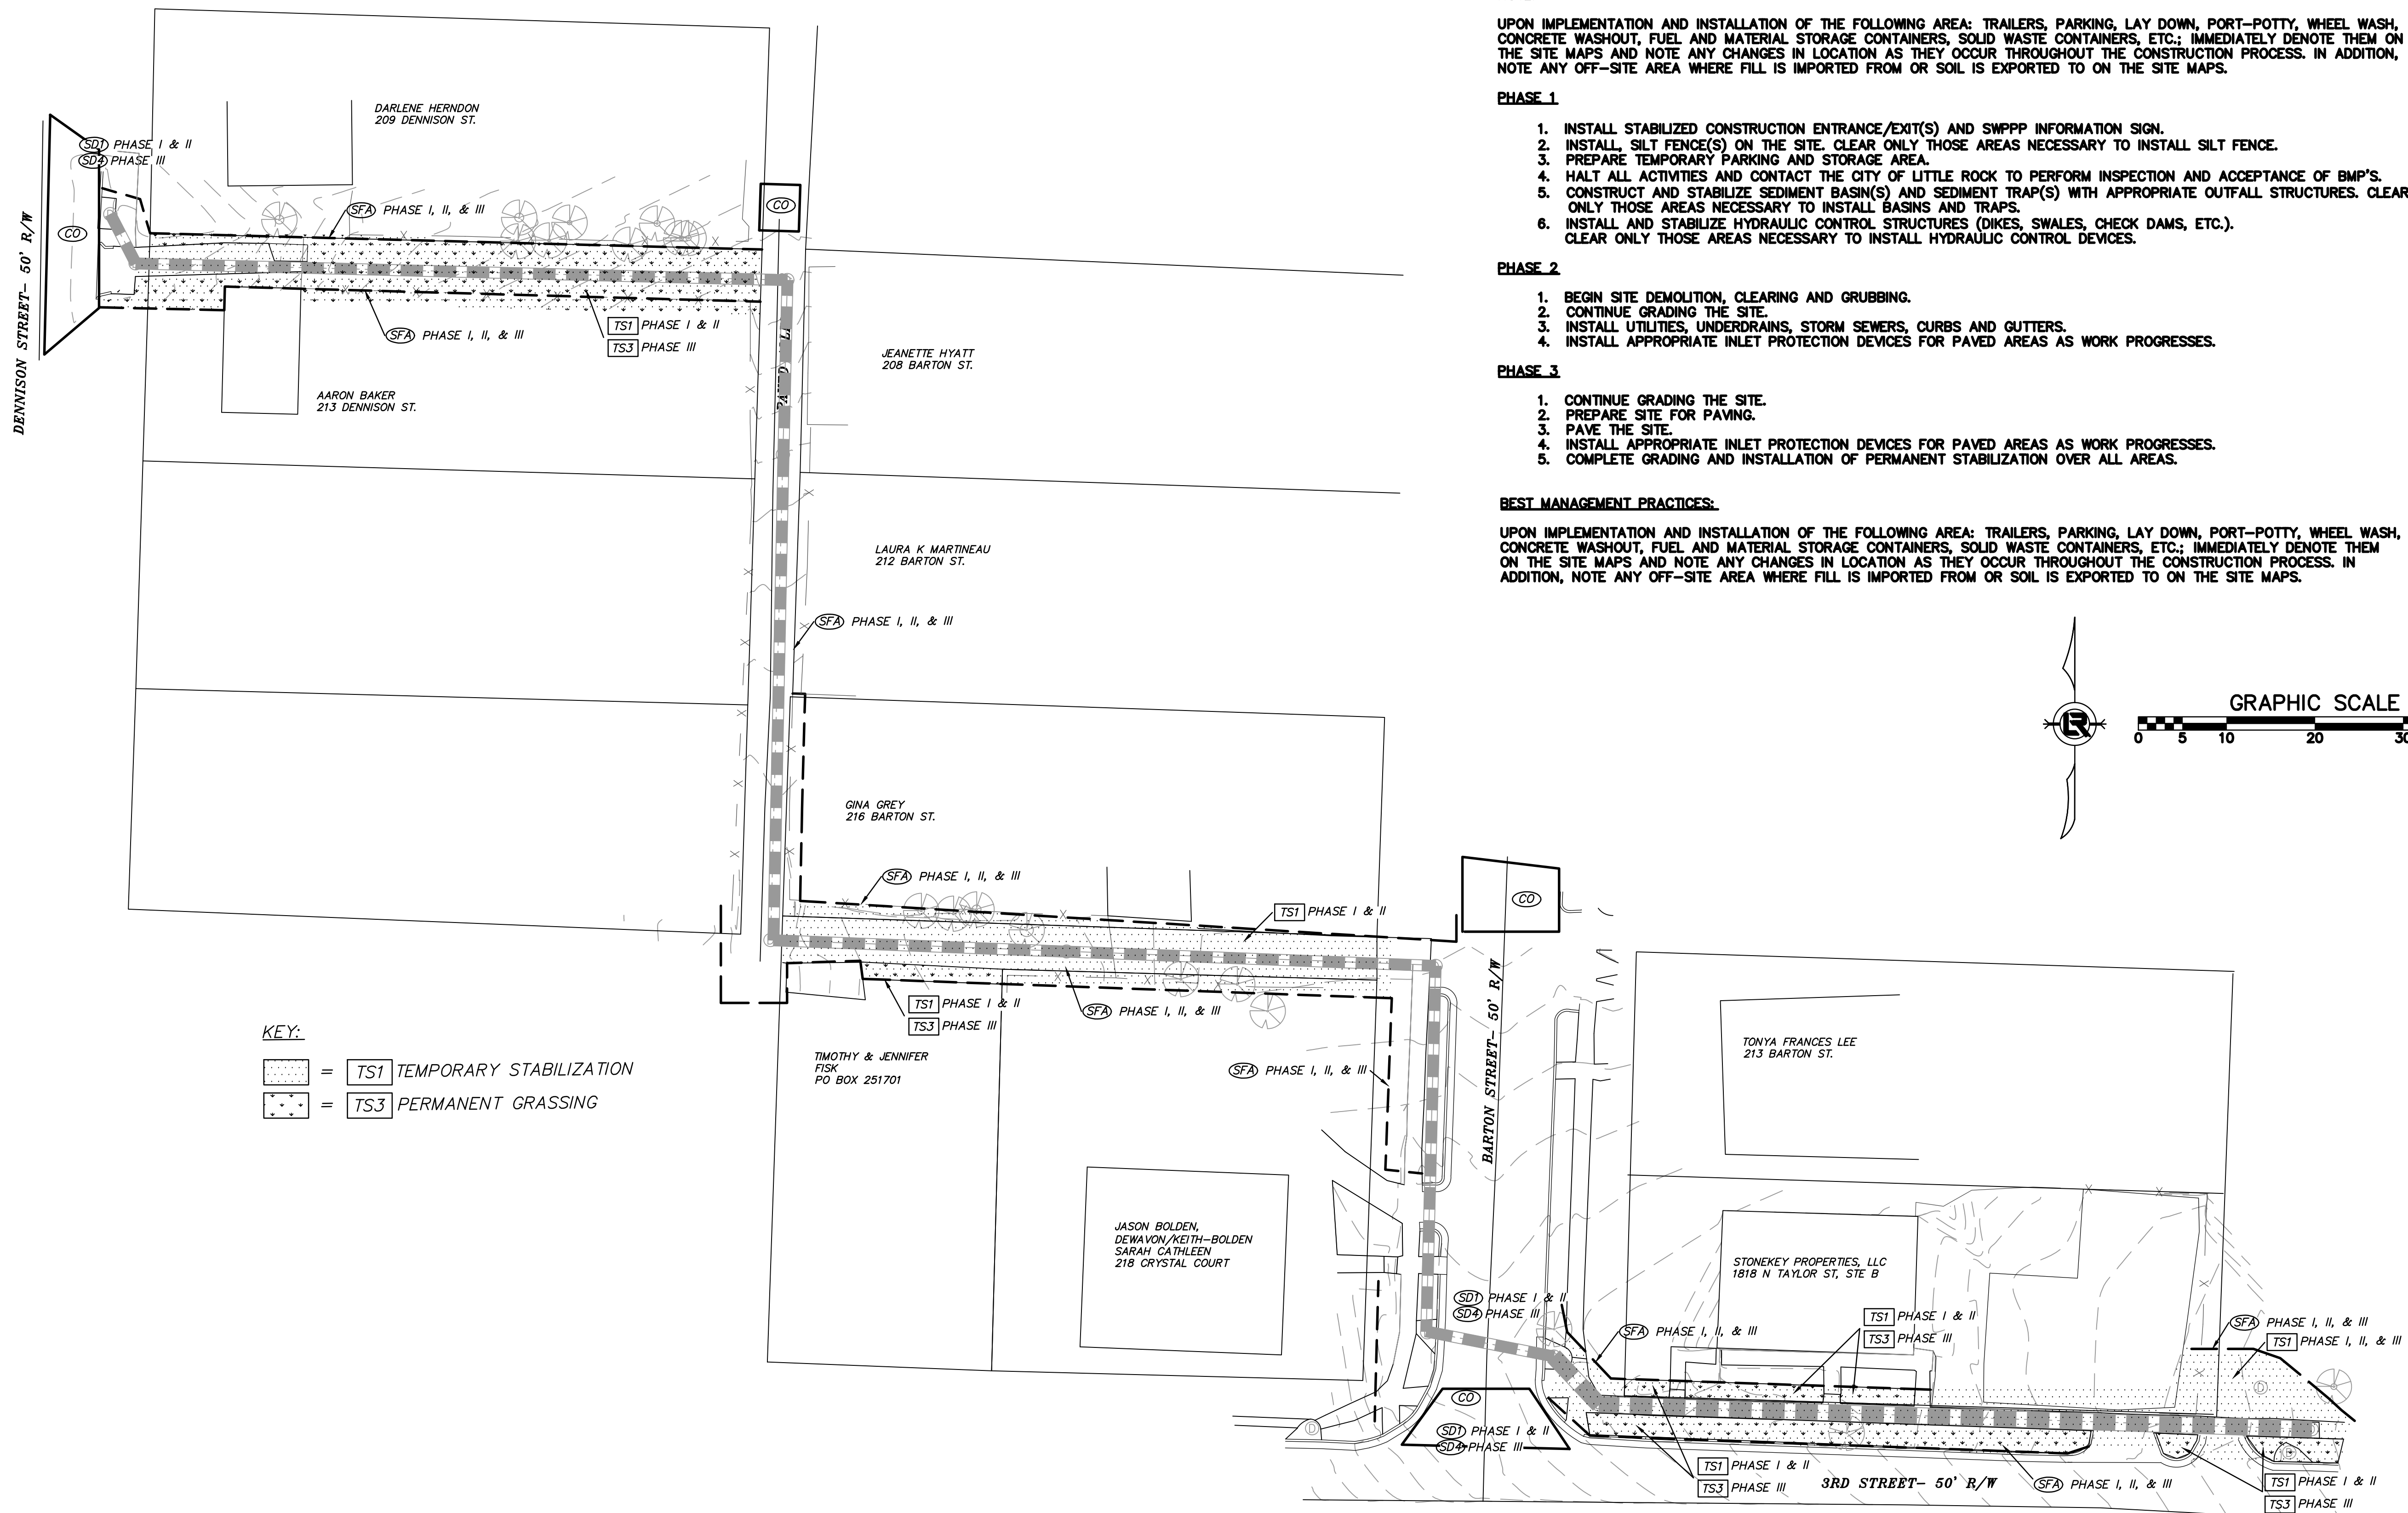 UPON IMPLEMENTATION AND INSTALLATION OF THE FOLLOWING AREA: TRAILERS, PARKING, LAY DOWN, PORT-POTTY, WHEEL WASH,
CONCRETE WASHOUT, FUEL AND MATERIAL STORAGE CONTAINERS, SOLID WASTE CONTAINERS, ETC.; IMMEDIATELY DENOTE THEM ON
THE SITE MAPS AND NOTE ANY CHANGES IN LOCATION AS THEY OCCUR THROUGHOUT THE CONSTRUCTION PROCESS. IN ADDITION,
NOTE ANY OFF-SITE AREA WHERE FILL IS IMPORTED FROM OR SOIL IS EXPORTED TO ON THE SITE MAPS.
PHASE 1
1. INSTALL STABILIZED CONSTRUCTION ENTRANCE/EXIT(S) AND SWPPP INFORMATION SIGN.
2. INSTALL, SILT FENCE(S) ON THE SITE. CLEAR ONLY THOSE AREAS NECESSARY TO INSTALL SILT FENCE.
3. PREPARE TEMPORARY PARKING AND STORAGE AREA.
4. HALT ALL ACTIVITIES AND CONTACT THE CITY OF LITTLE ROCK TO PERFORM INSPECTION AND ACCEPTANCE OF BMP'S.
5. CONSTRUCT AND STABILIZE SEDIMENT BASIN(S) AND SEDIMENT TRAP(S) WITH APPROPRIATE OUTFALL STRUCTURES. CLEAR
ONLY THOSE AREAS NECESSARY TO INSTALL BASINS AND TRAPS.
6. INSTALL AND STABILIZE HYDRAULIC CONTROL STRUCTURES (DIKES, SWALES, CHECK DAMS, ETC.).
CLEAR ONLY THOSE AREAS NECESSARY TO INSTALL HYDRAULIC CONTROL DEVICES.
PHASE 2
1. BEGIN SITE DEMOLITION, CLEARING AND GRUBBING.
2. CONTINUE GRADING THE SITE.
3. INSTALL UTILITIES, UNDERDRAINS, STORM SEWERS, CURBS AND GUTTERS.
4. INSTALL APPROPRIATE INLET PROTECTION DEVICES FOR PAVED AREAS AS WORK PROGRESSES.
PHASE 3
1. CONTINUE GRADING THE SITE.
2. PREPARE SITE FOR PAVING.
3. PAVE THE SITE.
4. INSTALL APPROPRIATE INLET PROTECTION DEVICES FOR PAVED AREAS AS WORK PROGRESSES.
5. COMPLETE GRADING AND INSTALLATION OF PERMANENT STABILIZATION OVER ALL AREAS.
BEST MANAGEMENT PRACTICES:
UPON IMPLEMENTATION AND INSTALLATION OF THE FOLLOWING AREA: TRAILERS, PARKING, LAY DOWN, PORT-POTTY, WHEEL WASH,
CONCRETE WASHOUT, FUEL AND MATERIAL STORAGE CONTAINERS, SOLID WASTE CONTAINERS, ETC.; IMMEDIATELY DENOTE THEM
ON THE SITE MAPS AND NOTE ANY CHANGES IN LOCATION AS THEY OCCUR THROUGHOUT THE CONSTRUCTION PROCESS. IN
ADDITION, NOTE ANY OFF-SITE AREA WHERE FILL IS IMPORTED FROM OR SOIL IS EXPORTED TO ON THE SITE MAPS.
GRAPHIC SCALE
0 5 10 20 30
LR
DARLENE HERNDON
209 DENNISON ST.
SD1 PHASE I & II
SD4 PHASE III
CO
DENNISON STREET- 50' R/W
SFA PHASE I, II, & III
CO
SFA PHASE I, II, & III
TS1 PHASE I & II
TS3 PHASE III
AARON BAKER
213 DENNISON ST.
JEANETTE HYATT
208 BARTON ST.
LAURA K MARTINEAU
212 BARTON ST.
SFA PHASE I, II, & III
GINA GREY
216 BARTON ST.
SFA PHASE I, II, & III
TS1 PHASE I & II
CO
TS1 PHASE I & II
TS3 PHASE III
SFA PHASE I, II, & III
BARTON STREET- 50' R/W
KEY:
= TS1 TEMPORARY STABILIZATION
= TS3 PERMANENT GRASSING
TIMOTHY & JENNIFER
FISK
PO BOX 251701
SFA PHASE I, II, & III
TONYA FRANCES LEE
213 BARTON ST.
JASON BOLDEN,
DEWAVON/KEITH-BOLDEN
SARAH CATHLEEN
218 CRYSTAL COURT
STONEKEY PROPERTIES, LLC
1818 N TAYLOR ST, STE B
SD1 PHASE I & II
SD4 PHASE III
SFA PHASE I, II, & III
TS1 PHASE I & II
TS3 PHASE III
SFA PHASE I, II, & III
TS1 PHASE I, II, & III
CO
SD1 PHASE I & II
SD4 PHASE III
TS1 PHASE I & II
TS3 PHASE III
3RD STREET- 50' R/W
SFA PHASE I, II, & III
TS1 PHASE I & II
TS3 PHASE III
D
D
D